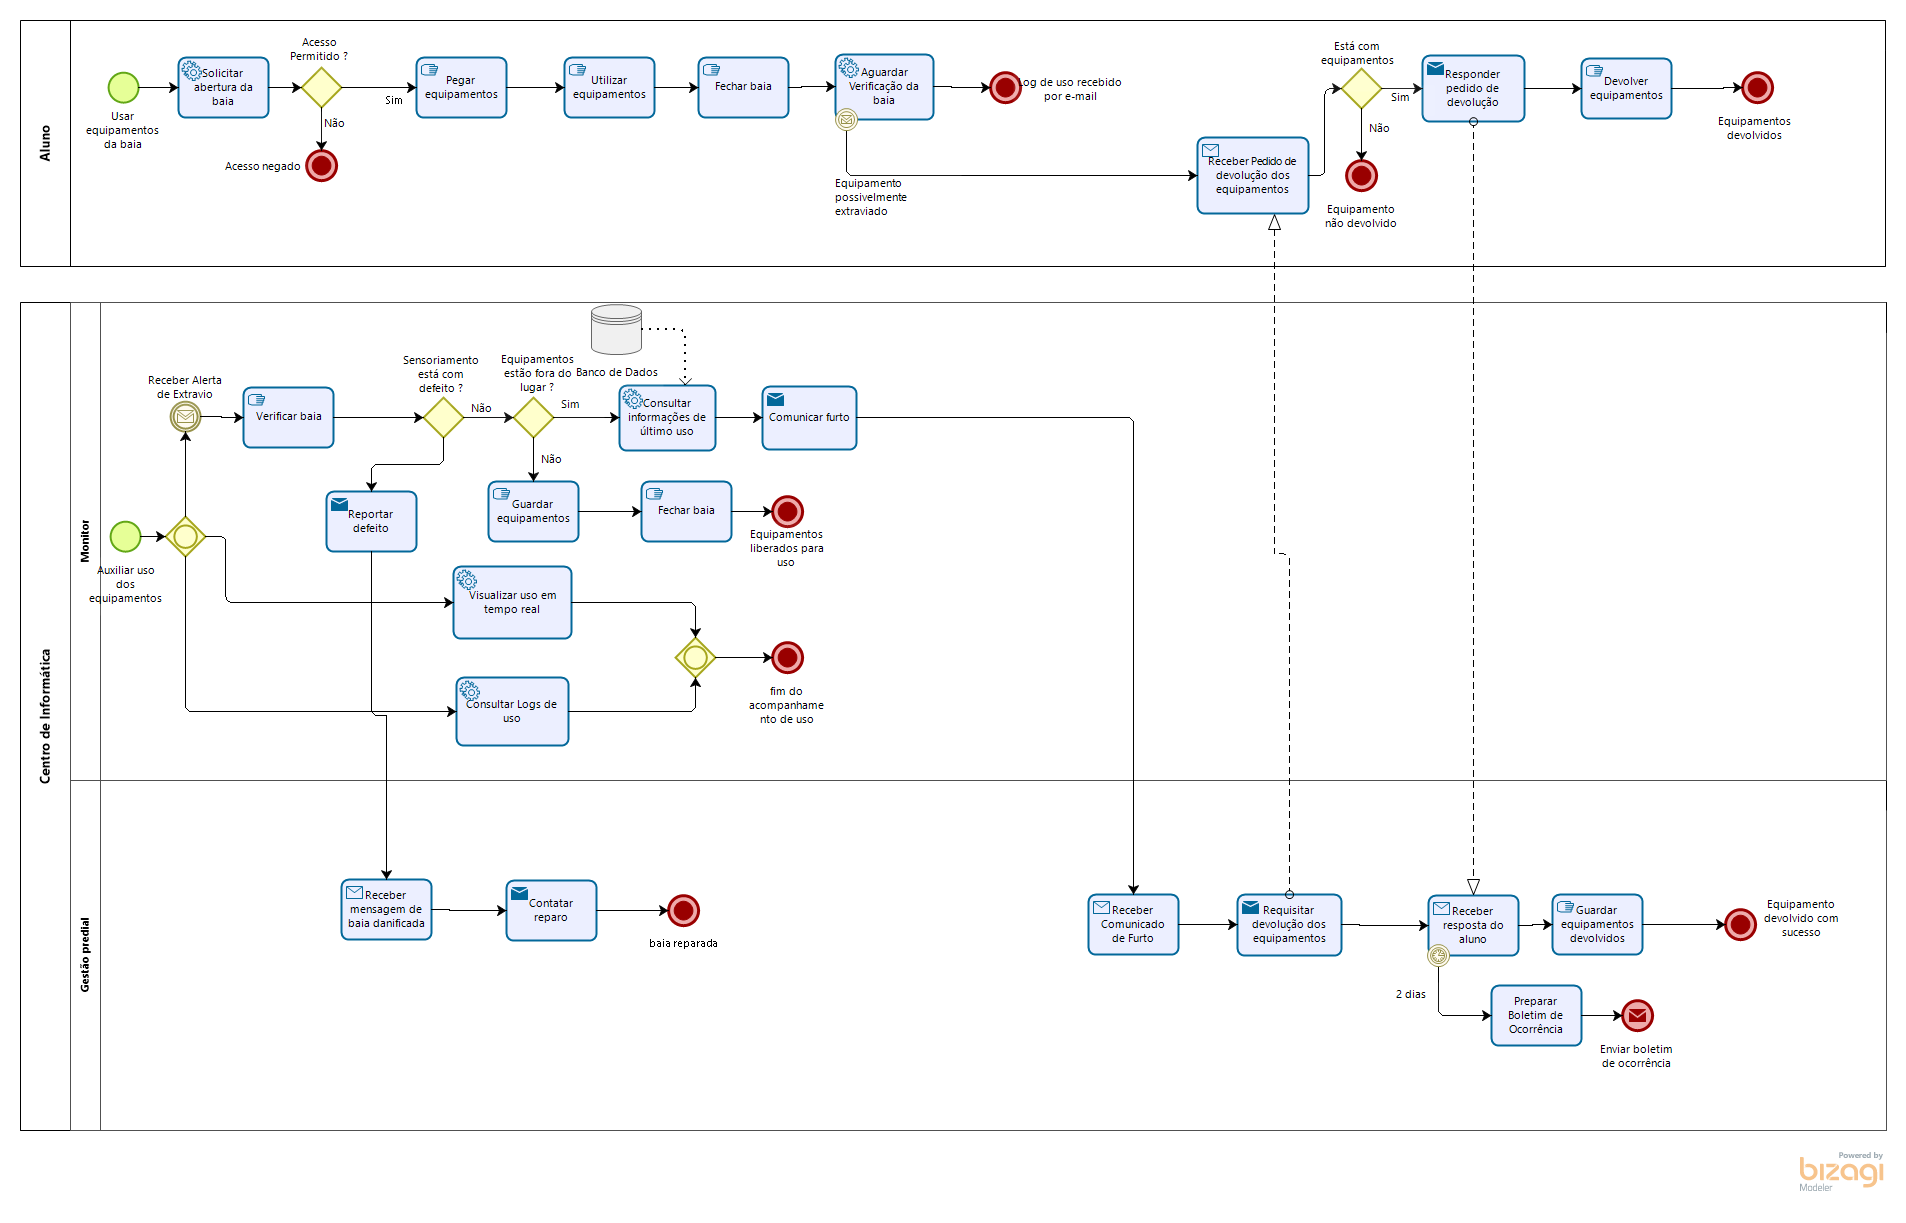 Aluno
Usar
equipamentos
da baia
Solicitar
abertura da
baia
Acesso
Permitido ?
Sim
Não
Acesso negado
Pegar
equipamentos
Utilizar
equipamentos
Fechar baia
Aguardar
Verificação da
baia
Log de uso recebido
por e-mail
Equipamento
possivelmente
extraviado
Receber Pedido de
devolução dos
equipamentos
Está com
equipamentos
Sim
Não
Equipamento
não devolvido
Responder
pedido de
devolução
Devolver
equipamentos
Equipamentos
devolvidos
Centro de Informática
Monitor
Auxiliar uso
dos
equipamentos
Receber Alerta
de Extravio
Verificar baia
Sensoriamento
está com
defeito ?
Não
Equipamentos
estão fora do
lugar ?
Sim
Não
Banco de Dados
Consultar
informações de
último uso
Comunicar furto
Reportar
defeito
Guardar
equipamentos
Fechar baia
Equipamentos
liberados para
uso
Visualizar uso em
tempo real
Consultar Logs de
uso
fim do
acompanhame
nto de uso
Gestão predial
Receber
mensagem de
baia danificada
Contatar
reparo
baia reparada
Receber
Comunicado
de Furto
Requisitar
devolução dos
equipamentos
Receber
resposta do
aluno
Guardar
equipamentos
devolvidos
Equipamento
devolvido com
sucesso
2 dias
Preparar
Boletim de
Ocorrência
Enviar boletim
de ocorrência
Powered by
bizagi
Modeler